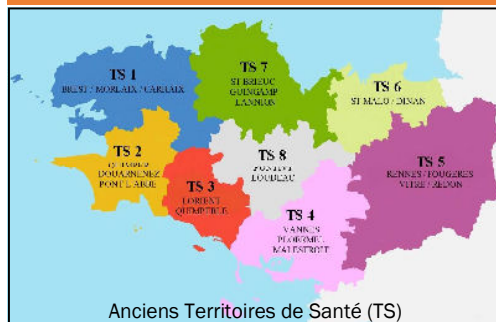 TS 1
BREST / MORLAIX / CARHAIX
TS 7
ST BRIEUC
GUINGAMP
LANNION
TS 6
ST MALO / DINAN
TS 2
QUIMPER
DOUARNENEZ
PONT L'ABBE
TS 3
LORIENT
QUIMPERLE
TS 8
PONTIVY
LOUDEAC
TS 5
RENNES / FOUGERES
VITRE / REDON
TS 4
VANNES
PLOERMEL
MALESTROIT
Anciens Territoires de Santé (TS)